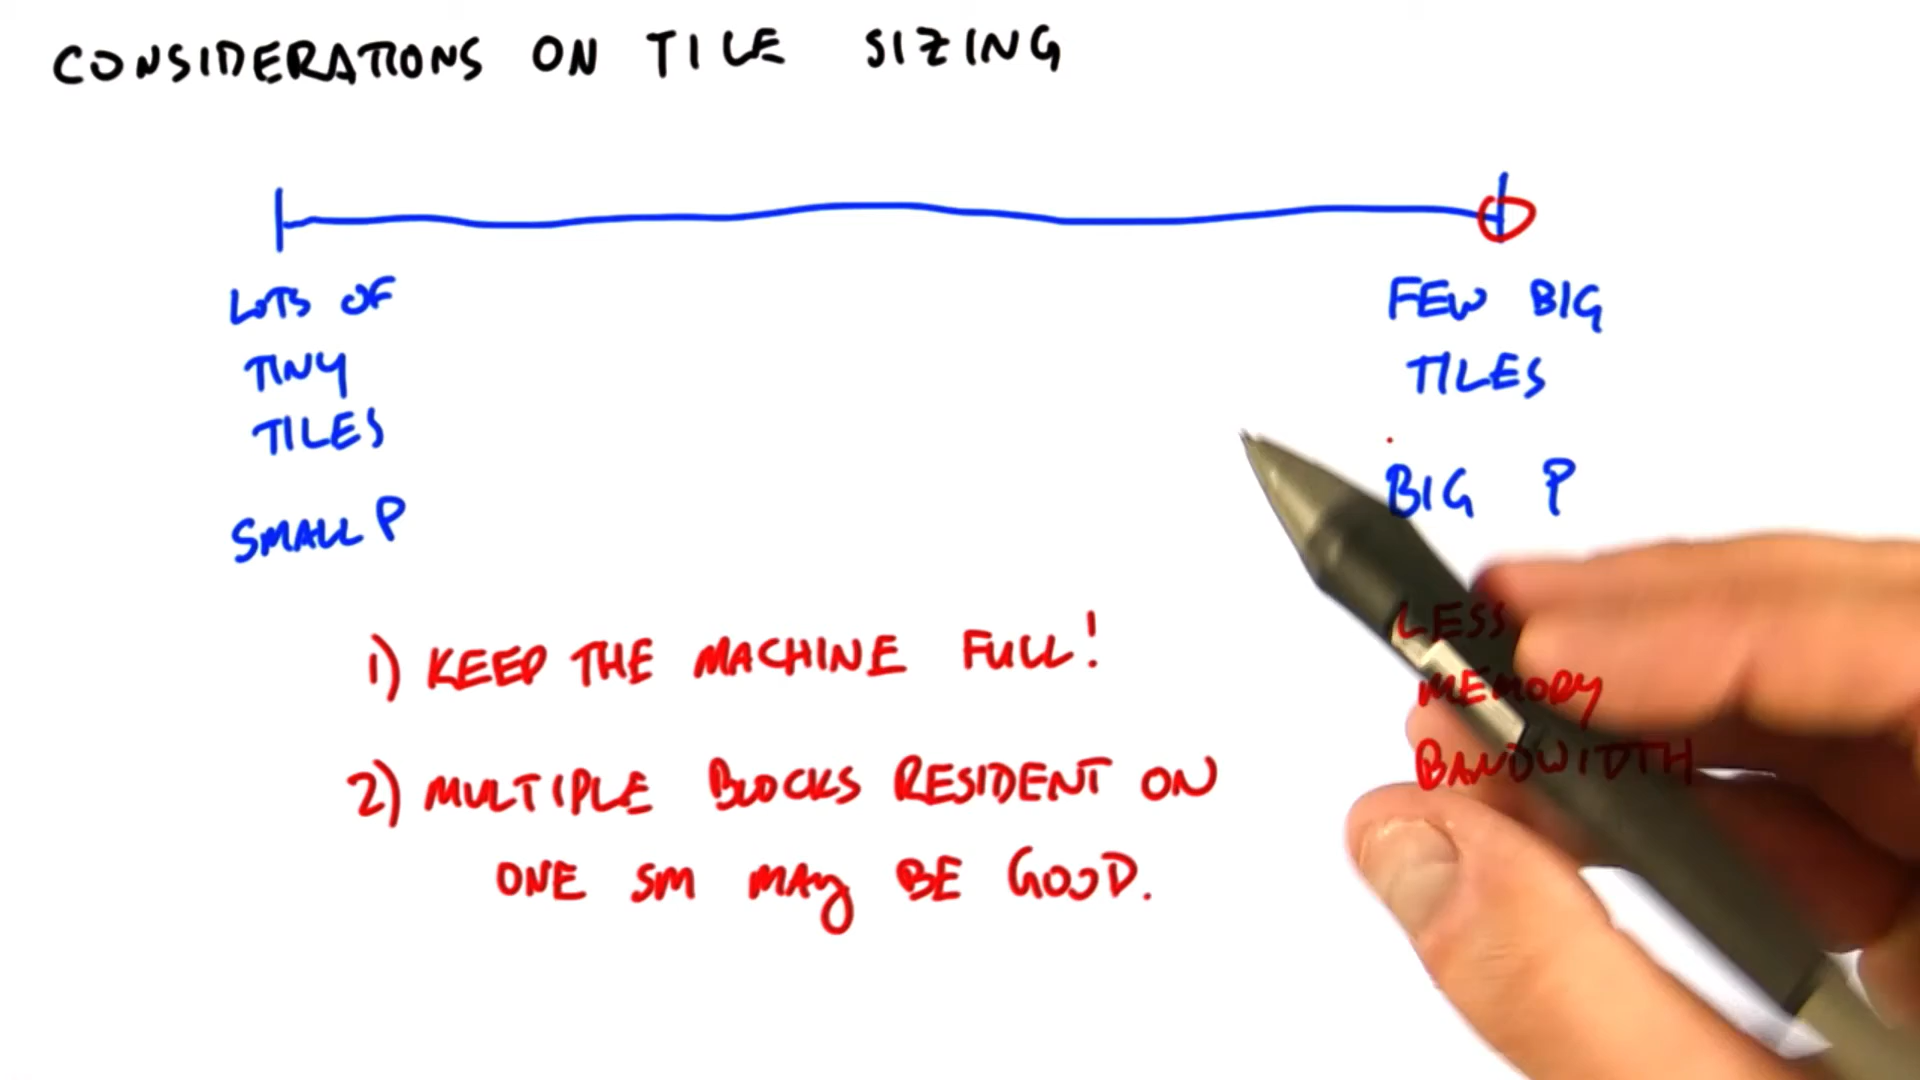 CONSIDERATIONS ON TILE SIZING
LOTS OF
TINY
TILES
SMALL P
FEW BIG
TILES
BIG P
LESS
MEMORY
BANDWIDTH
1) KEEP THE MACHINE FULL!
2) MULTIPLE BLOCKS RESIDENT ON
ONE SM MAY BE GOOD.